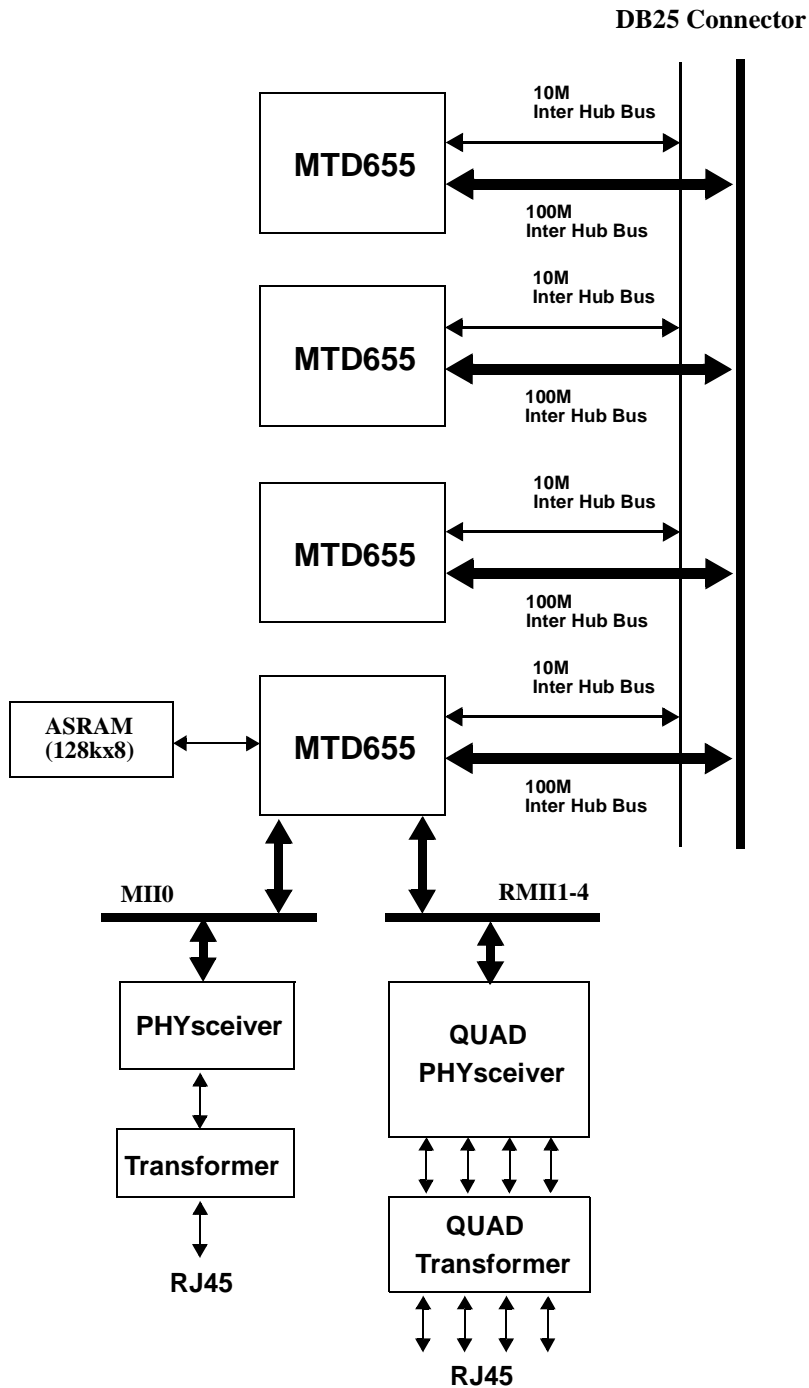 DB25 Connector
10M
Inter Hub Bus
MTD655
100M
Inter Hub Bus
10M
Inter Hub Bus
MTD655
100M
Inter Hub Bus
10M
Inter Hub Bus
MTD655
100M
Inter Hub Bus
10M
Inter Hub Bus
ASRAM
(128kx8)
MTD655
100M
Inter Hub Bus
MII0
RMII1-4
PHYsceiver
QUAD
PHYsceiver
Transformer
QUAD
Transformer
RJ45
RJ45